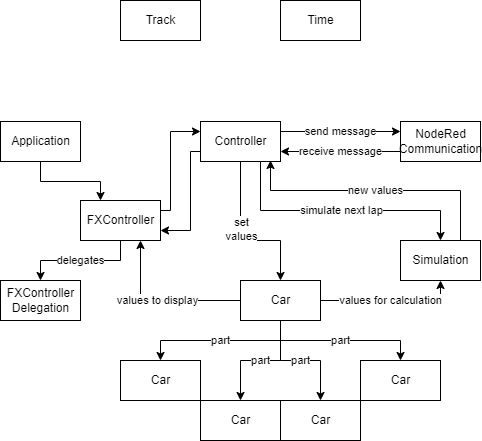 Track
Time
Application
Controller
send message
receive message
NodeRed
Communication
new values
simulate next lap
set
values
FXController
delegates
FXController
Delegation
Simulation
values to display
Car
values for calculation
part
part
part
part
Car
Car
Car
Car